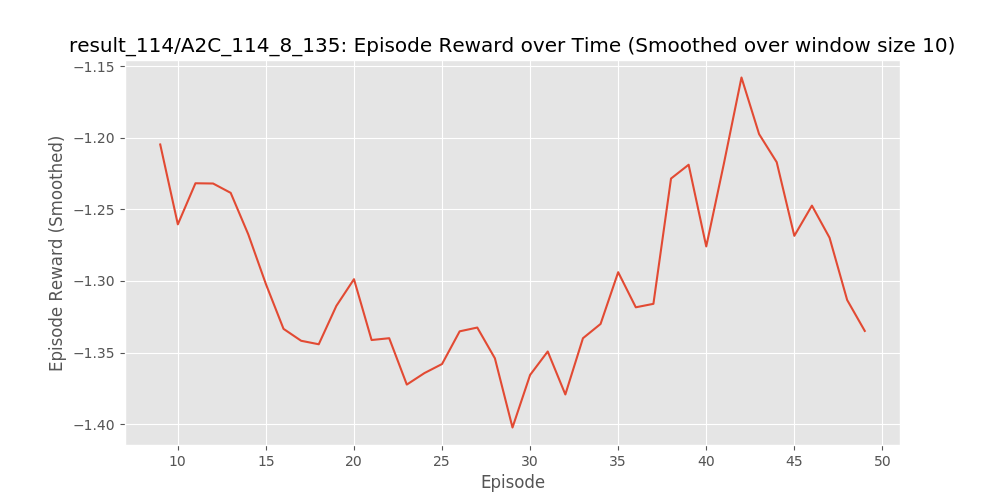 result_114/A2C_114_8_135: Episode Reward over Time (Smoothed over window size 10)
Episode Reward (Smoothed)
−1.15
−1.20
−1.25
−1.30
−1.35
−1.40
10 15 20 25 30 35 40 45 50
Episode